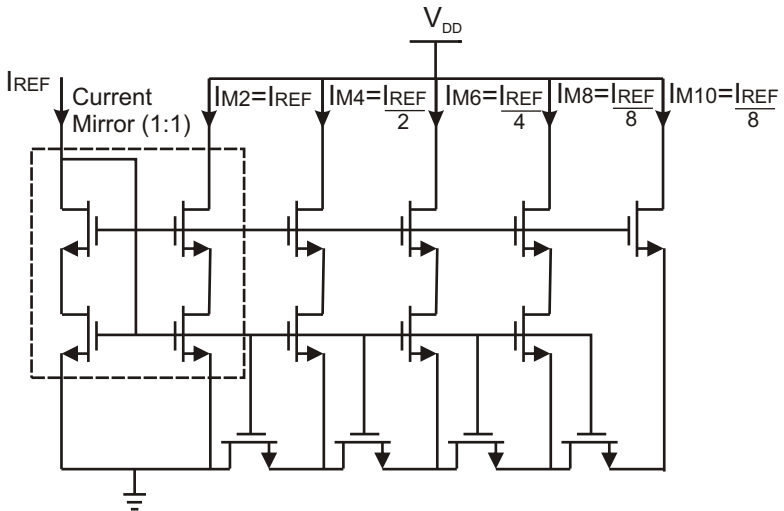 VDD
IREF
Current
Mirror (1:1)
IM2=IREF
IM4=IREF
2
IM6=IREF
4
IM8=IREF
8
IM10=IREF
8